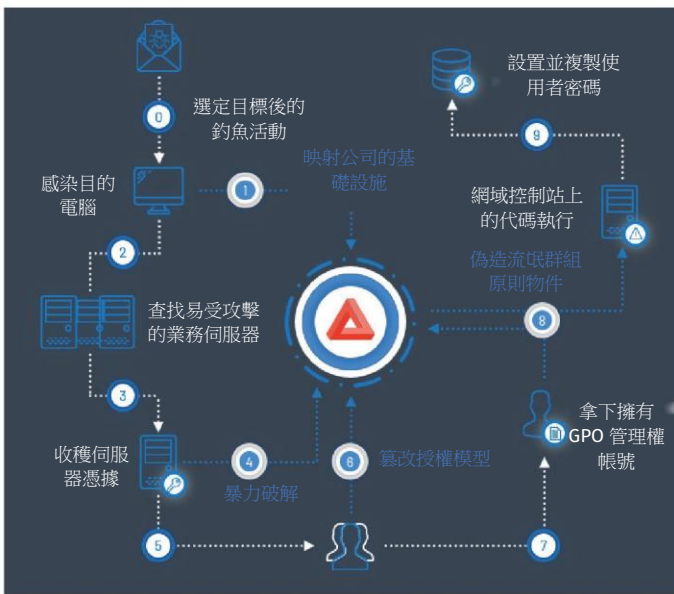 0
選定目標後的
釣魚活動
感染目的
電腦
1
映射公司的基
礎設施
2
查找易受攻擊
的業務伺服器
3
收穫伺服
器憑據
4
暴力破解
5
6
篡改授權模型
7
拿下擁有
GPO 管理權
帳號
8
偽造流氓群組
原則物件
網域控制站上
的代碼執行
9
設置並複製使
用者密碼